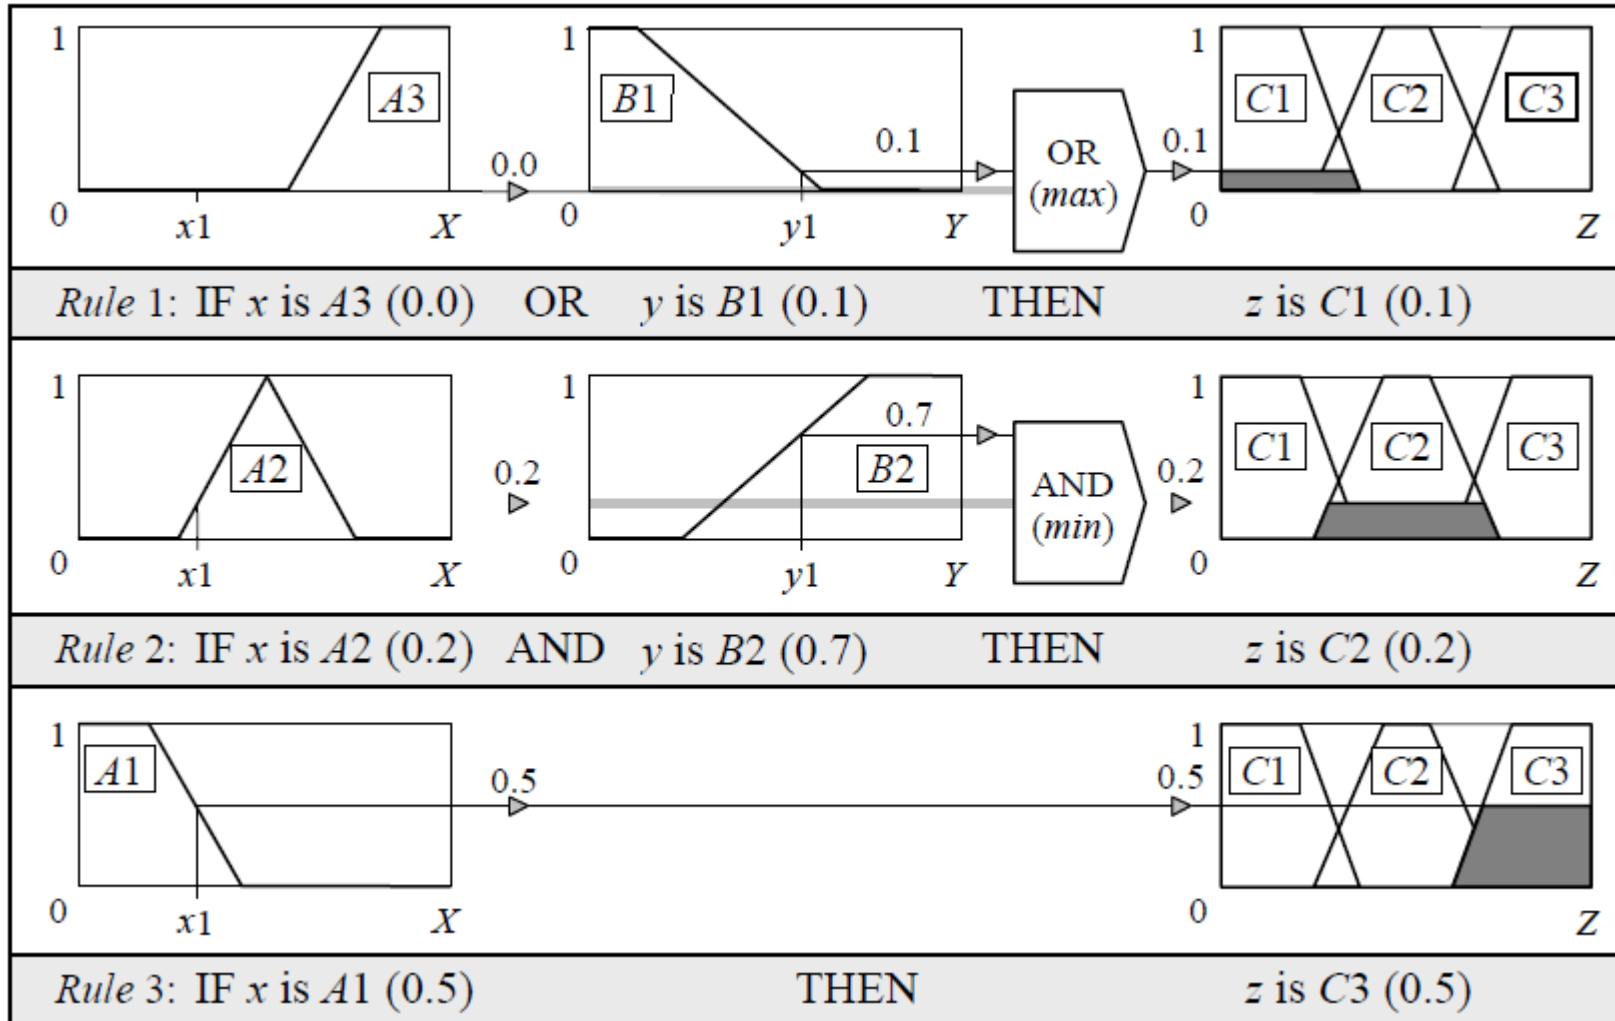 1 A3 B1 0.1 1 C1 C2 C3
0.0 OR (max) 0.1
0 x1 X 0 y1 Y 0 Z
Rule 1: IF x is A3 (0.0) OR y is B1 (0.1) THEN z is C1 (0.1)
1 A2 1 0.7 B2 1 C1 C2 C3
0.2 AND (min) 0.2
0 x1 X 0 y1 Y 0 Z
Rule 2: IF x is A2 (0.2) AND y is B2 (0.7) THEN z is C2 (0.2)
1 A1 1 C1 C2 C3
0.5 0.5
0 x1 X 0 Z
Rule 3: IF x is A1 (0.5) THEN z is C3 (0.5)